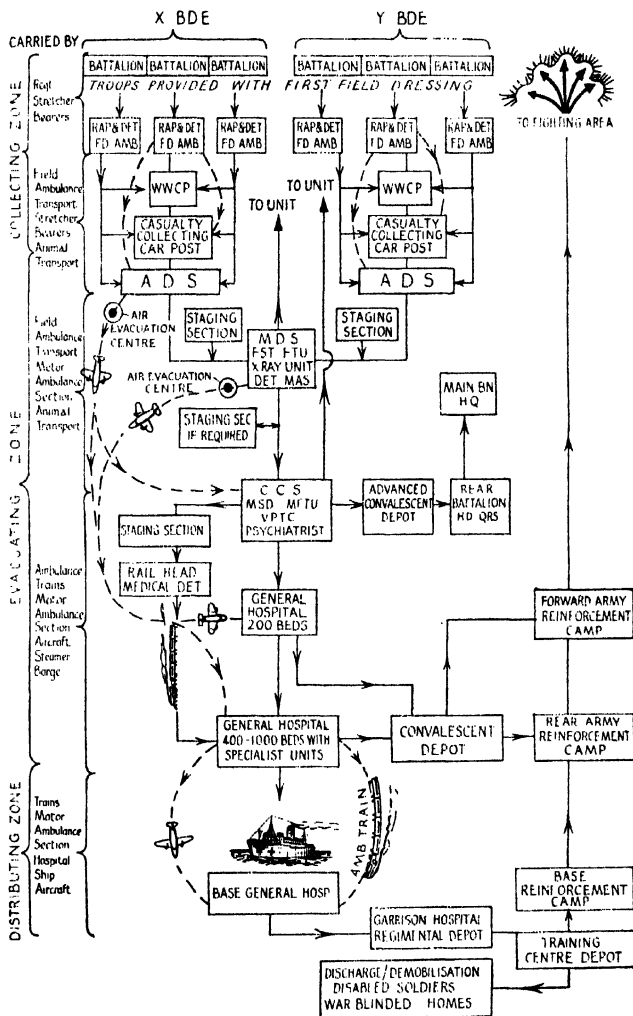 X BDE
Y BDE
CARRIED BY
BATTALION BATTALION BATTALION
BATTALION BATTALION BATTALION
TROOPS PROVIDED WITH FIRST FIELD DRESSING
COLLECTING ZONE
Regt
Stretcher
Bearers
RAP & DET
FD AMB
RAP & DET
FD AMB
RAP & DET
FD AMB
RAP & DET
FD AMB
RAP & DET
FD AMB
RAP & DET
FD AMB
TO FIGHTING AREA
Field
Ambulance
Transport
Stretcher
Bearers
Animal
Transport
WWCP
CASUALTY
COLLECTING
CAR POST
A D S
TO UNIT
TO UNIT
WWCP
CASUALTY
COLLECTING
CAR POST
A D S
EVACUATING ZONE
Field
Ambulance
Transport
Motor
Ambulance
Section
Animal
Transport
AIR
EVACUATION
CENTRE
STAGING
SECTION
STAGING
SECTION
M D S
FST FTU
X RAY UNIT
DET MAS
AIR EVACUATION
CENTRE
STAGING SEC
IF REQUIRED
MAIN BN
HQ
C C S
MSD MFTU
VPTC
PSYCHIATRIST
ADVANCED
CONVALESCENT
DEPOT
REAR
BATTALION
HD QRS
STAGING SECTION
RAIL HEAD
MEDICAL DET
Ambulance
Trains
Motor
Ambulance
Section
Aircraft
Steamer
Barge
GENERAL
HOSPITAL
200 BEDS
FORWARD ARMY
REINFORCEMENT
CAMP
GENERAL HOSPITAL
400-1000 BEDS WITH
SPECIALIST UNITS
CONVALESCENT
DEPOT
REAR ARMY
REINFORCEMENT
CAMP
DISTRIBUTING ZONE
Trains
Motor
Ambulance
Section
Hospital
Ship
Aircraft
AMB TRAIN
BASE GENERAL HOSP
BASE
REINFORCEMENT
CAMP
GARRISON HOSPITAL
REGIMENTAL DEPOT
TRAINING
CENTRE DEPOT
DISCHARGE/DEMOBILISATION
DISABLED SOLDIERS
WAR BLINDED HOMES